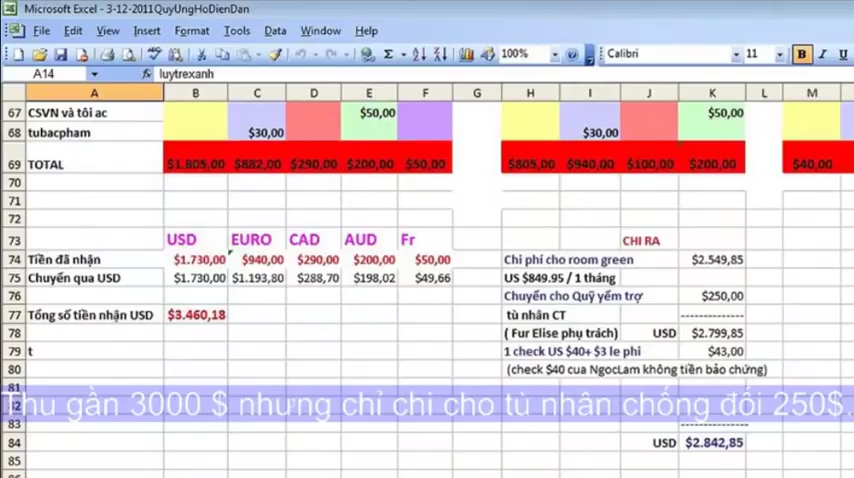 Microsoft Excel - 3-12-2011QuyUngHoDienDan
File Edit View Insert Format Tools Data Window Help
100% Calibri 11 B I U
A14 fx luytrexanh
A B C D E F G H I J K L M
67 CSVN và tôi ac $50,00 $50,00
68 tubacpham $30,00 $30,00
69 TOTAL $1.805,00 $882,00 $290,00 $200,00 $50,00 $805,00 $940,00 $100,00 $200,00 $40,00
70
71
72
73 USD EURO CAD AUD Fr CHI RA
74 Tiền đã nhận $1.730,00 $940,00 $290,00 $200,00 $50,00 Chi phí cho room green $2.549,85
75 Chuyển qua USD $1.730,00 $1.193,80 $288,70 $198,02 $49,66 US $849.95 / 1 tháng
76 Chuyển cho Quỹ yểm trợ $250,00
77 Tổng số tiền nhận USD $3.460,18 tù nhân CT --------------
78 ( Fur Elise phụ trách) USD $2.799,85
79 t 1 check US $40+ $3 le phi $43,00
80 (check $40 cua NgocLam không tiền bảo chứng)
81
82
Thu gần 3000 $ nhưng chỉ chi cho tù nhân chống đối 250$.
83 --------------
84 USD $2.842,85
85